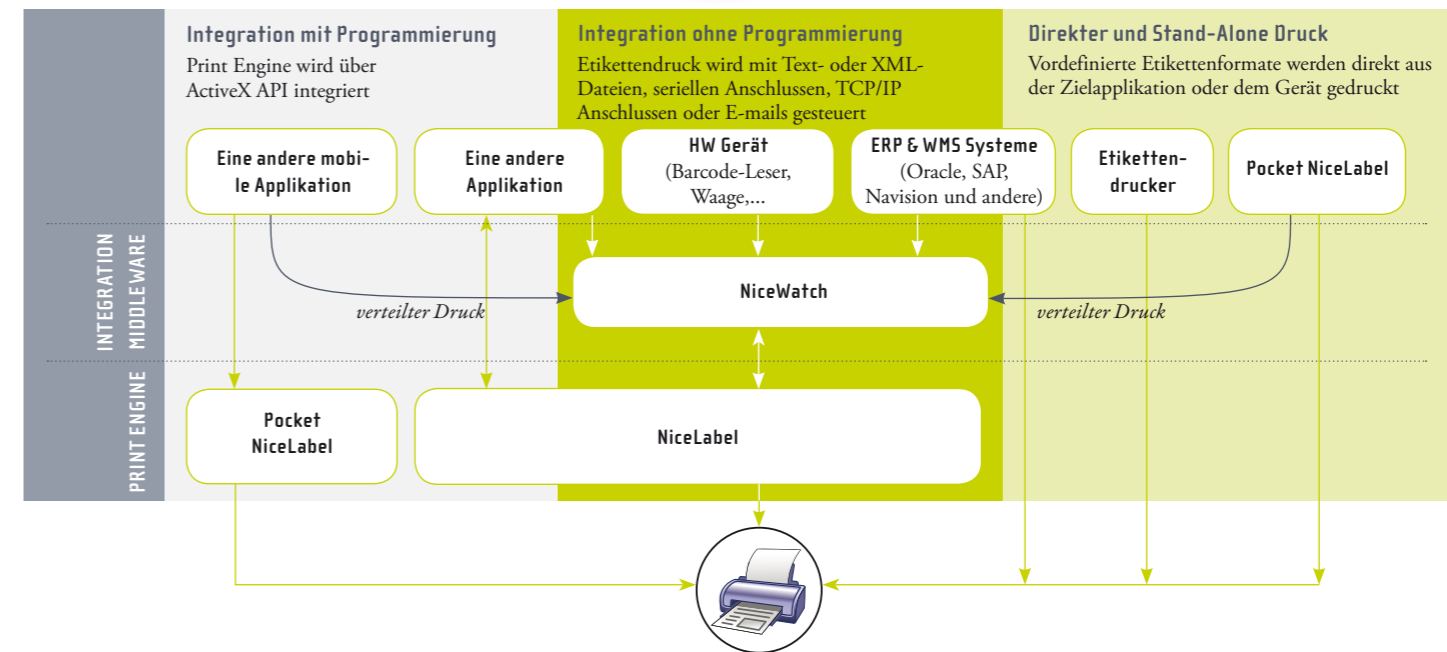 Integration mit Programmierung
Print Engine wird über
ActiveX API integriert
Integration ohne Programmierung
Etikettendruck wird mit Text- oder XML-
Dateien, seriellen Anschlussen, TCP/IP
Anschlussen oder E-mails gesteuert
Direkter und Stand-Alone Druck
Vordefinierte Etikettenformate werden direkt aus
der Zielapplikation oder dem Gerät gedruckt
Eine andere mobi-
le Applikation
Eine andere
Applikation
HW Gerät
(Barcode-Leser,
Waage,...
ERP & WMS Systeme
(Oracle, SAP,
Navision und andere)
Etiketten-
drucker
Pocket NiceLabel
INTEGRATION
MIDDLEWARE
NiceWatch
verteilter Druck
verteilter Druck
PRINT ENGINE
Pocket
NiceLabel
NiceLabel